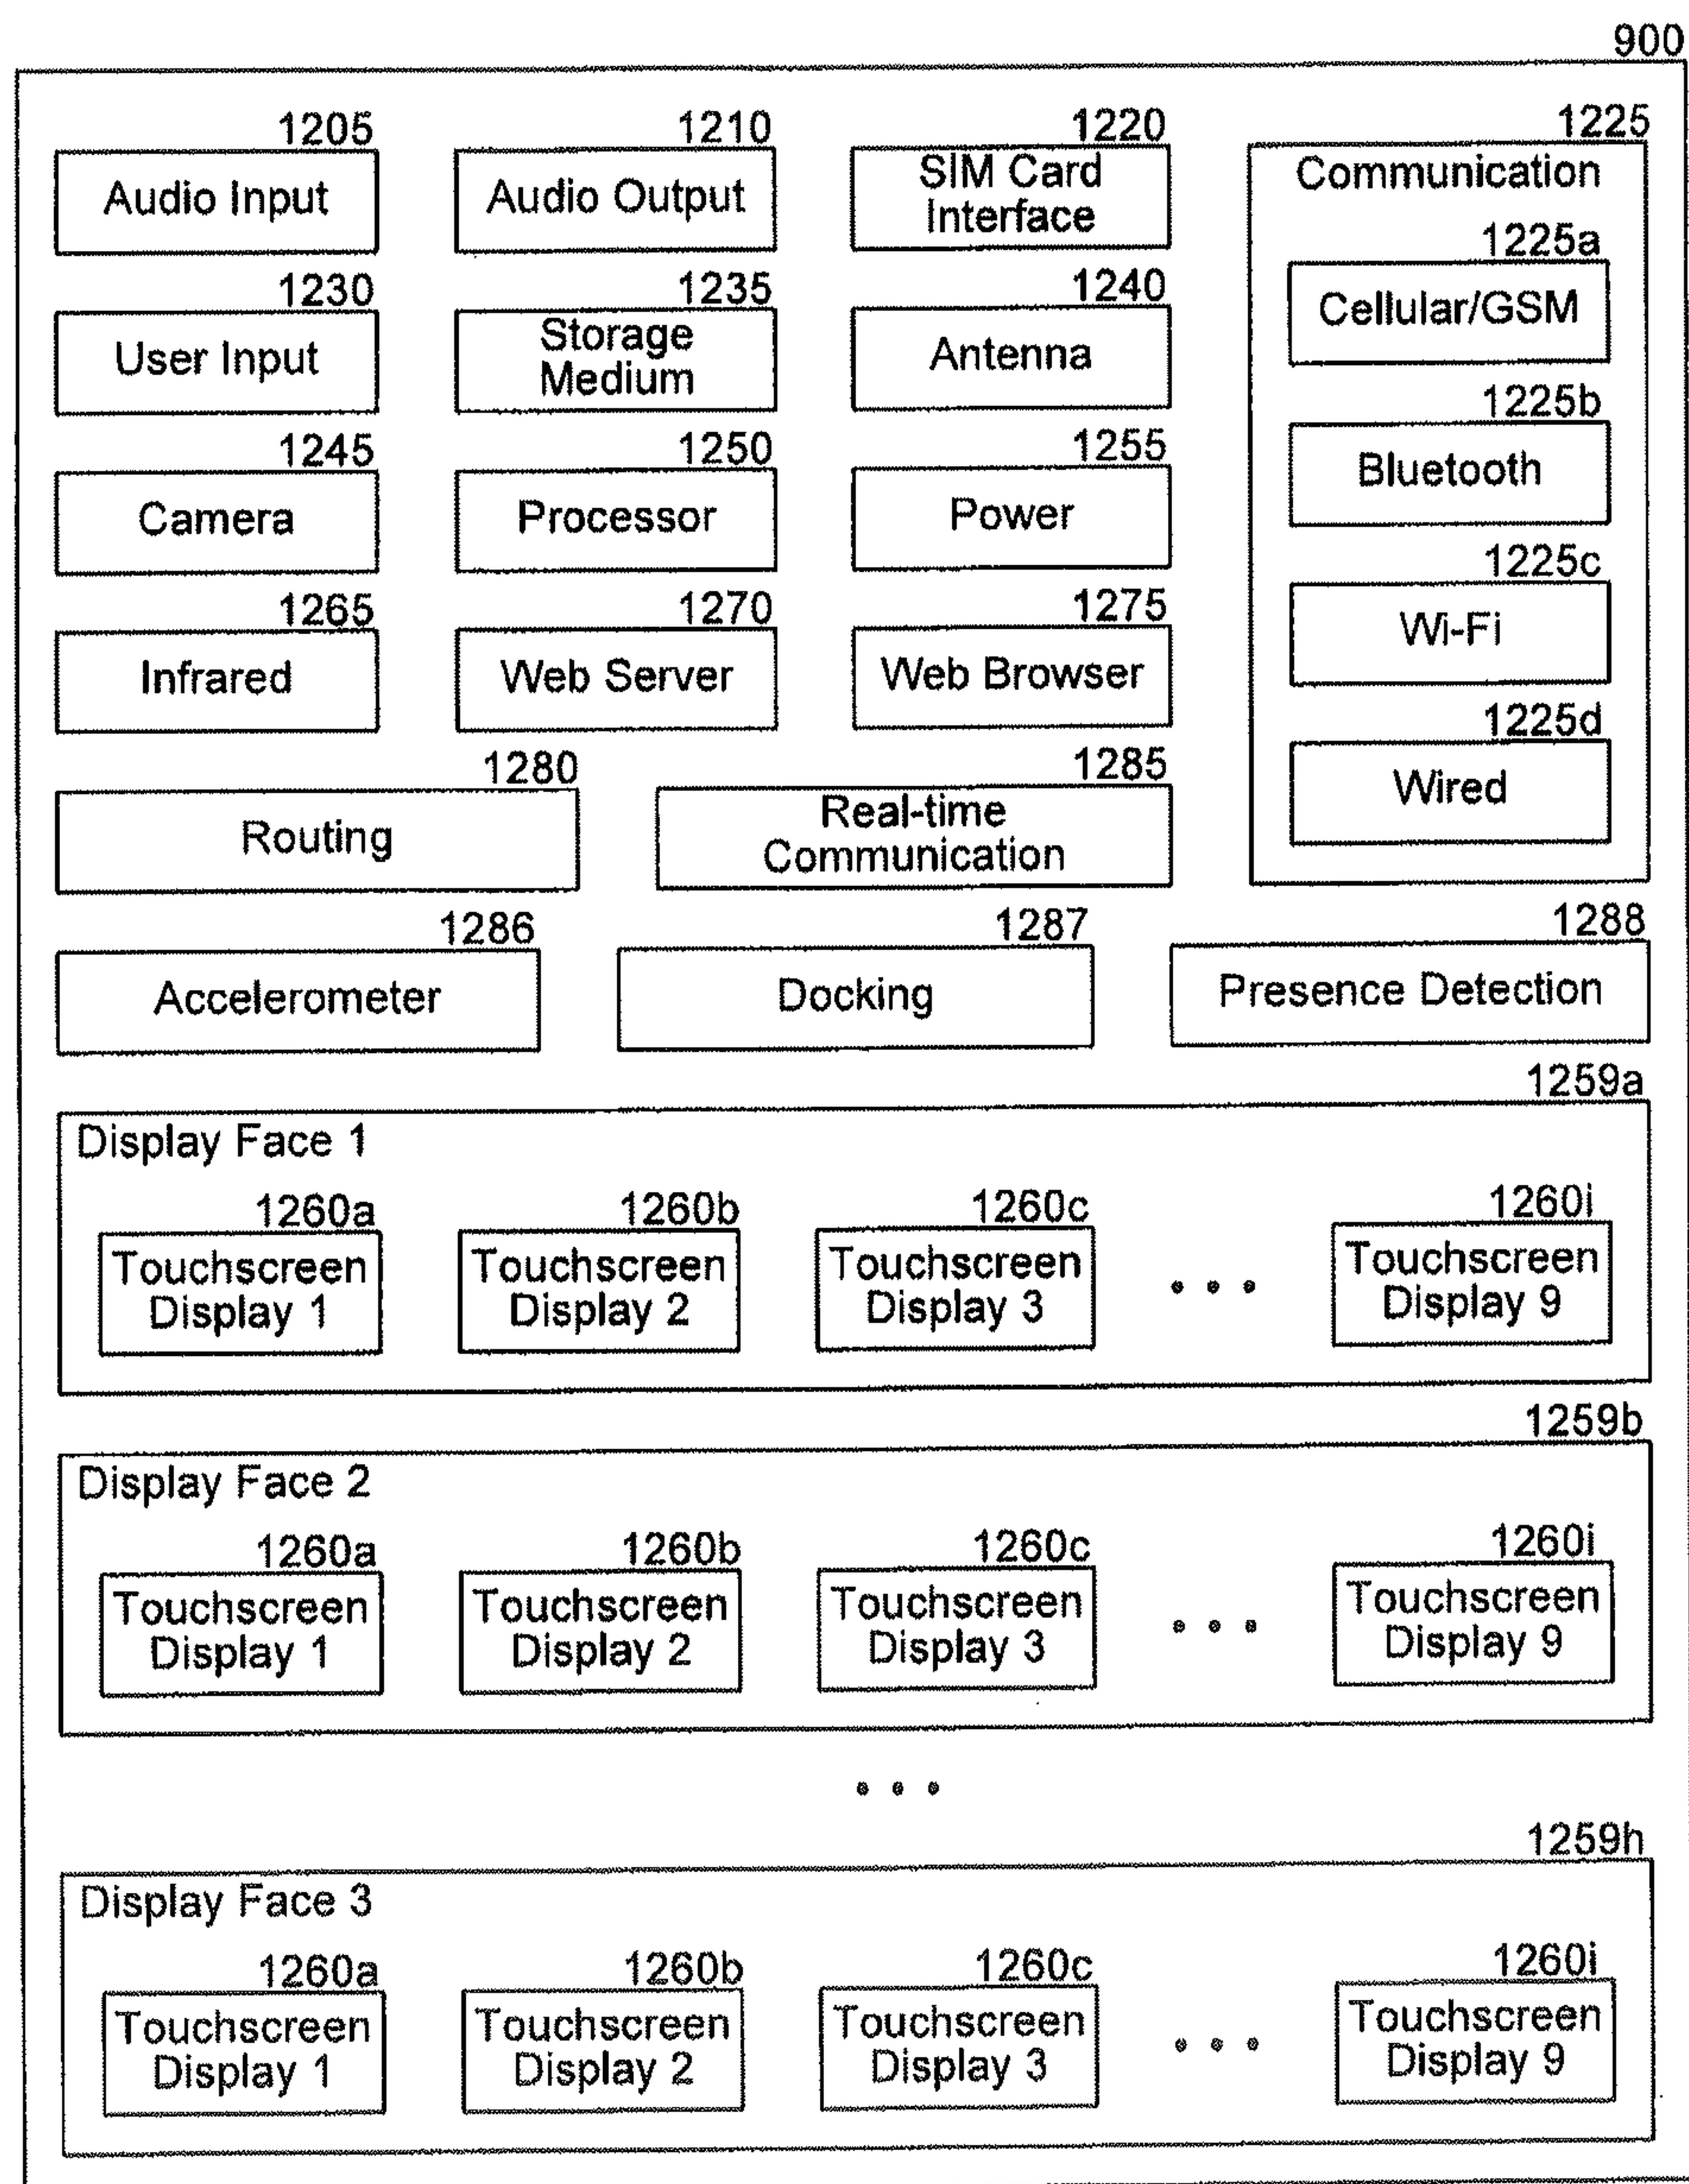 900
1205
Audio Input
1210
Audio Output
1220
SIM Card
Interface
1225
Communication
1225a
Cellular/GSM
1225b
Bluetooth
1225c
Wi-Fi
1225d
Wired
1230
User Input
1235
Storage
Medium
1240
Antenna
1245
Camera
1250
Processor
1255
Power
1265
Infrared
1270
Web Server
1275
Web Browser
1280
Routing
1285
Real-time
Communication
1286
Accelerometer
1287
Docking
1288
Presence Detection
1259a
Display Face 1
1260a
Touchscreen
Display 1
1260b
Touchscreen
Display 2
1260c
Touchscreen
Display 3
...
1260i
Touchscreen
Display 9
1259b
Display Face 2
1260a
Touchscreen
Display 1
1260b
Touchscreen
Display 2
1260c
Touchscreen
Display 3
...
1260i
Touchscreen
Display 9
...
1259h
Display Face 3
1260a
Touchscreen
Display 1
1260b
Touchscreen
Display 2
1260c
Touchscreen
Display 3
...
1260i
Touchscreen
Display 9